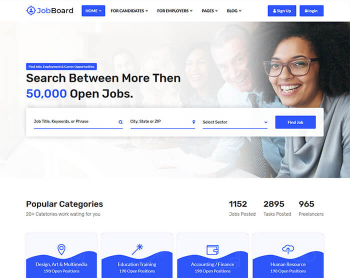 JobBoard
HOME FOR CANDIDATES FOR EMPLOYERS PAGES BLOG Sign Up login
Find Jobs, Employment & Career Opportunities
Search Between More Then
50,000 Open Jobs.
Job Title, Keywords, or Phrase City, State or ZIP Select Sector Find Job
Popular Categories 1152 2895 965
20+ Catetories work waiting for you Jobs Posted Tasks Posted Freelancers
Design, Art & Multimedia Education Training Accounting / Finance Human Resource
198 Open Positions 198 Open Positions 198 Open Positions 198 Open Positions